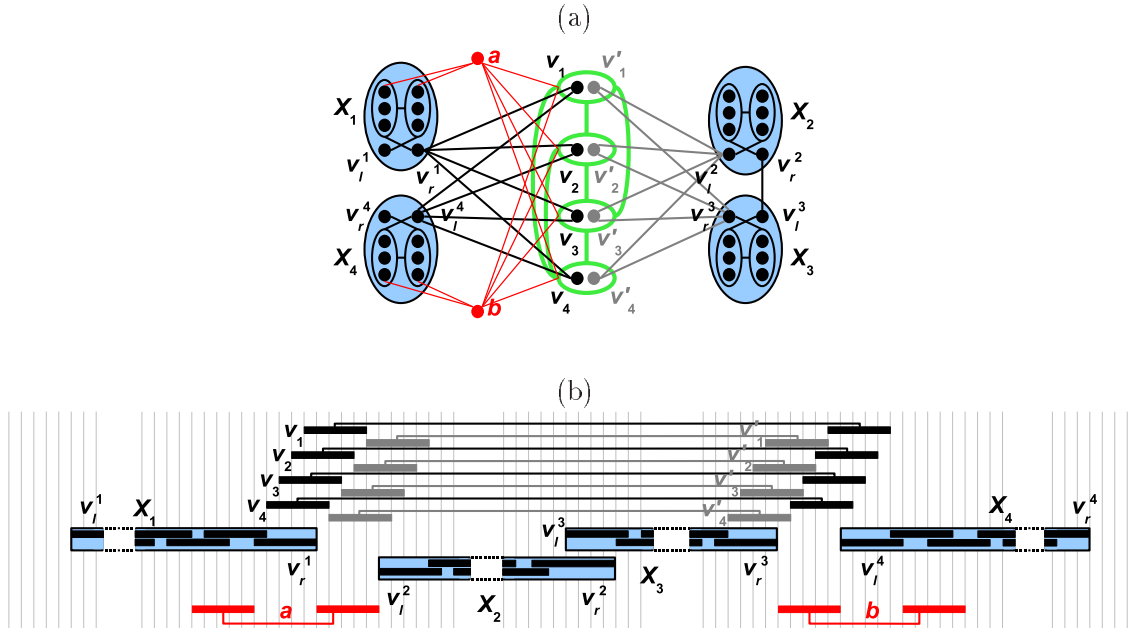 (a)
a
v1 v'1
X1 X2
v2 v'2
vl1 vr1 vl2 vr2
vr4 vl4 vr3 vl3
v3 v'3
X4 X3
v4 v'4
b
(b)
v1 v'1
v2 v'2
v3 v'3
vl1 X1 v4 vl3 v'4 X4 vr4
vr1 X3 vr3 vl4
vl2 X2 vr2
a b